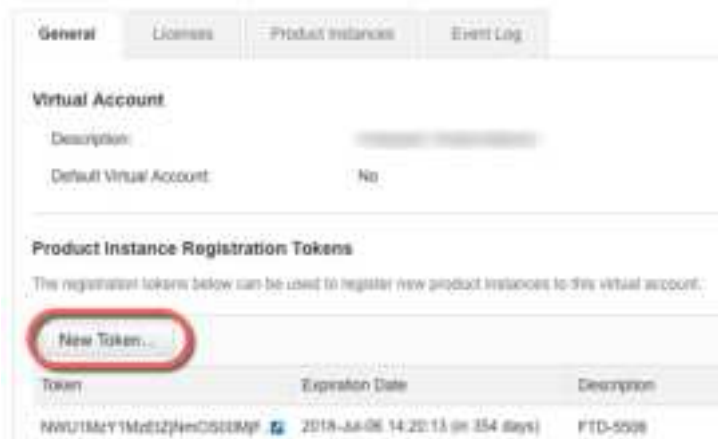 General Licenses Product Instances Event Log
Virtual Account
Description:
Default Virtual Account: No
Product Instance Registration Tokens
The registration tokens below can be used to register new product instances to this virtual account.
New Token...
Token Expiration Date Description
2018-Jul-06 14:20:13 (in 354 days) FTD-5506